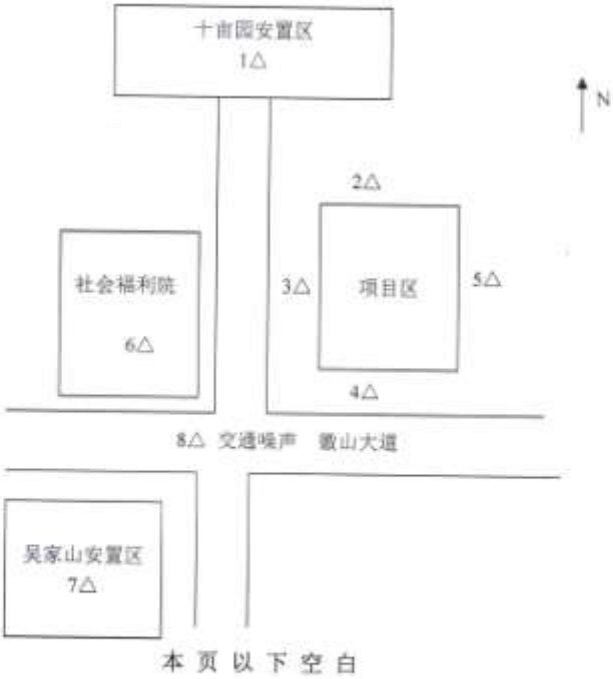 十亩园安置区
1△
N
2△
社会福利院
3△
项目区
5△
6△
4△
8△ 交通噪声 徽山大道
吴家山安置区
7△
本页以下空白